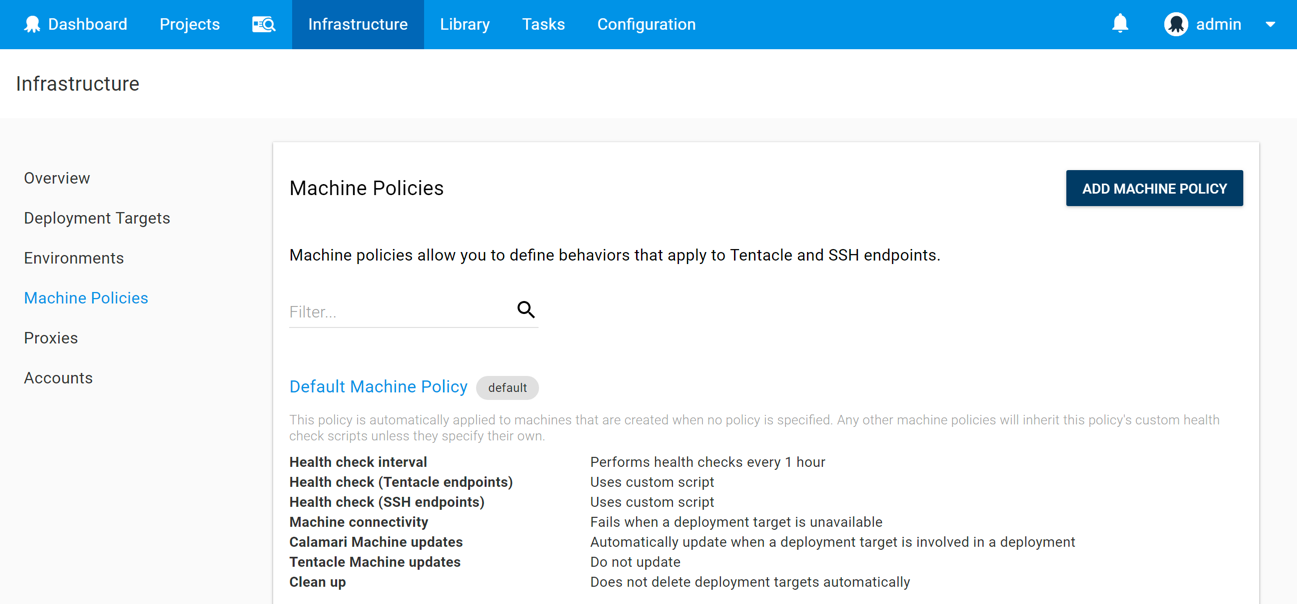 Dashboard Projects Infrastructure Library Tasks Configuration admin
Infrastructure
Overview
Deployment Targets
Environments
Machine Policies
Proxies
Accounts
Machine Policies
ADD MACHINE POLICY
Machine policies allow you to define behaviors that apply to Tentacle and SSH endpoints.
Filter...
Default Machine Policy default
This policy is automatically applied to machines that are created when no policy is specified. Any other machine policies will inherit this policy's custom health
check scripts unless they specify their own.
Health check interval Performs health checks every 1 hour
Health check (Tentacle endpoints) Uses custom script
Health check (SSH endpoints) Uses custom script
Machine connectivity Fails when a deployment target is unavailable
Calamari Machine updates Automatically update when a deployment target is involved in a deployment
Tentacle Machine updates Do not update
Clean up Does not delete deployment targets automatically